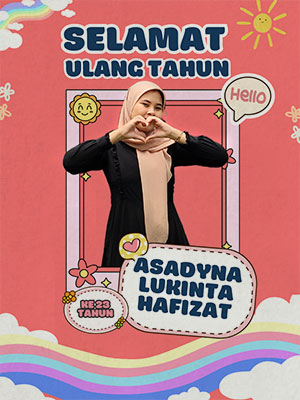 SELAMAT
ULANG TAHUN
Hello
ASADYNA
LUKINTA
HAFIZAT
KE-23
TAHUN